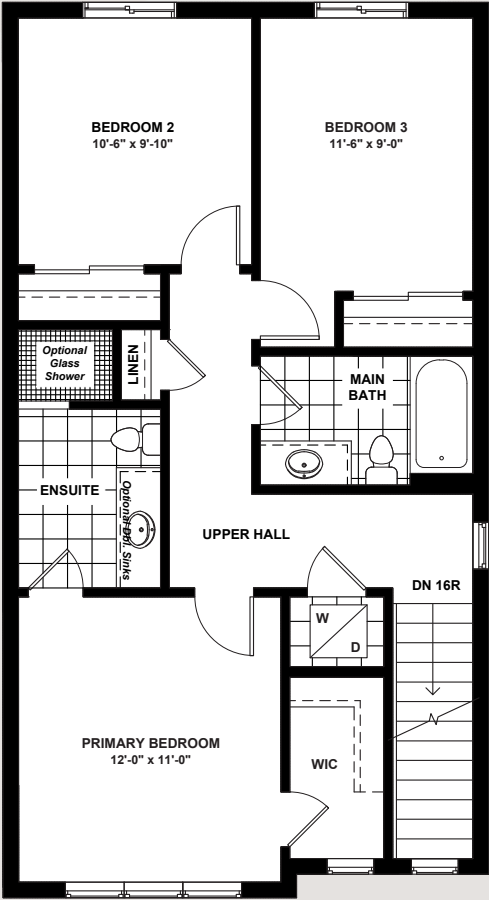 BEDROOM 2
10'-6" x 9'-10"
BEDROOM 3
11'-6" x 9'-0"
Optional
Glass
Shower
LINEN
MAIN
BATH
ENSUITE
Optional Dbl. Sinks
UPPER HALL
DN 16R
W
D
PRIMARY BEDROOM
12'-0" x 11'-0"
WIC
N